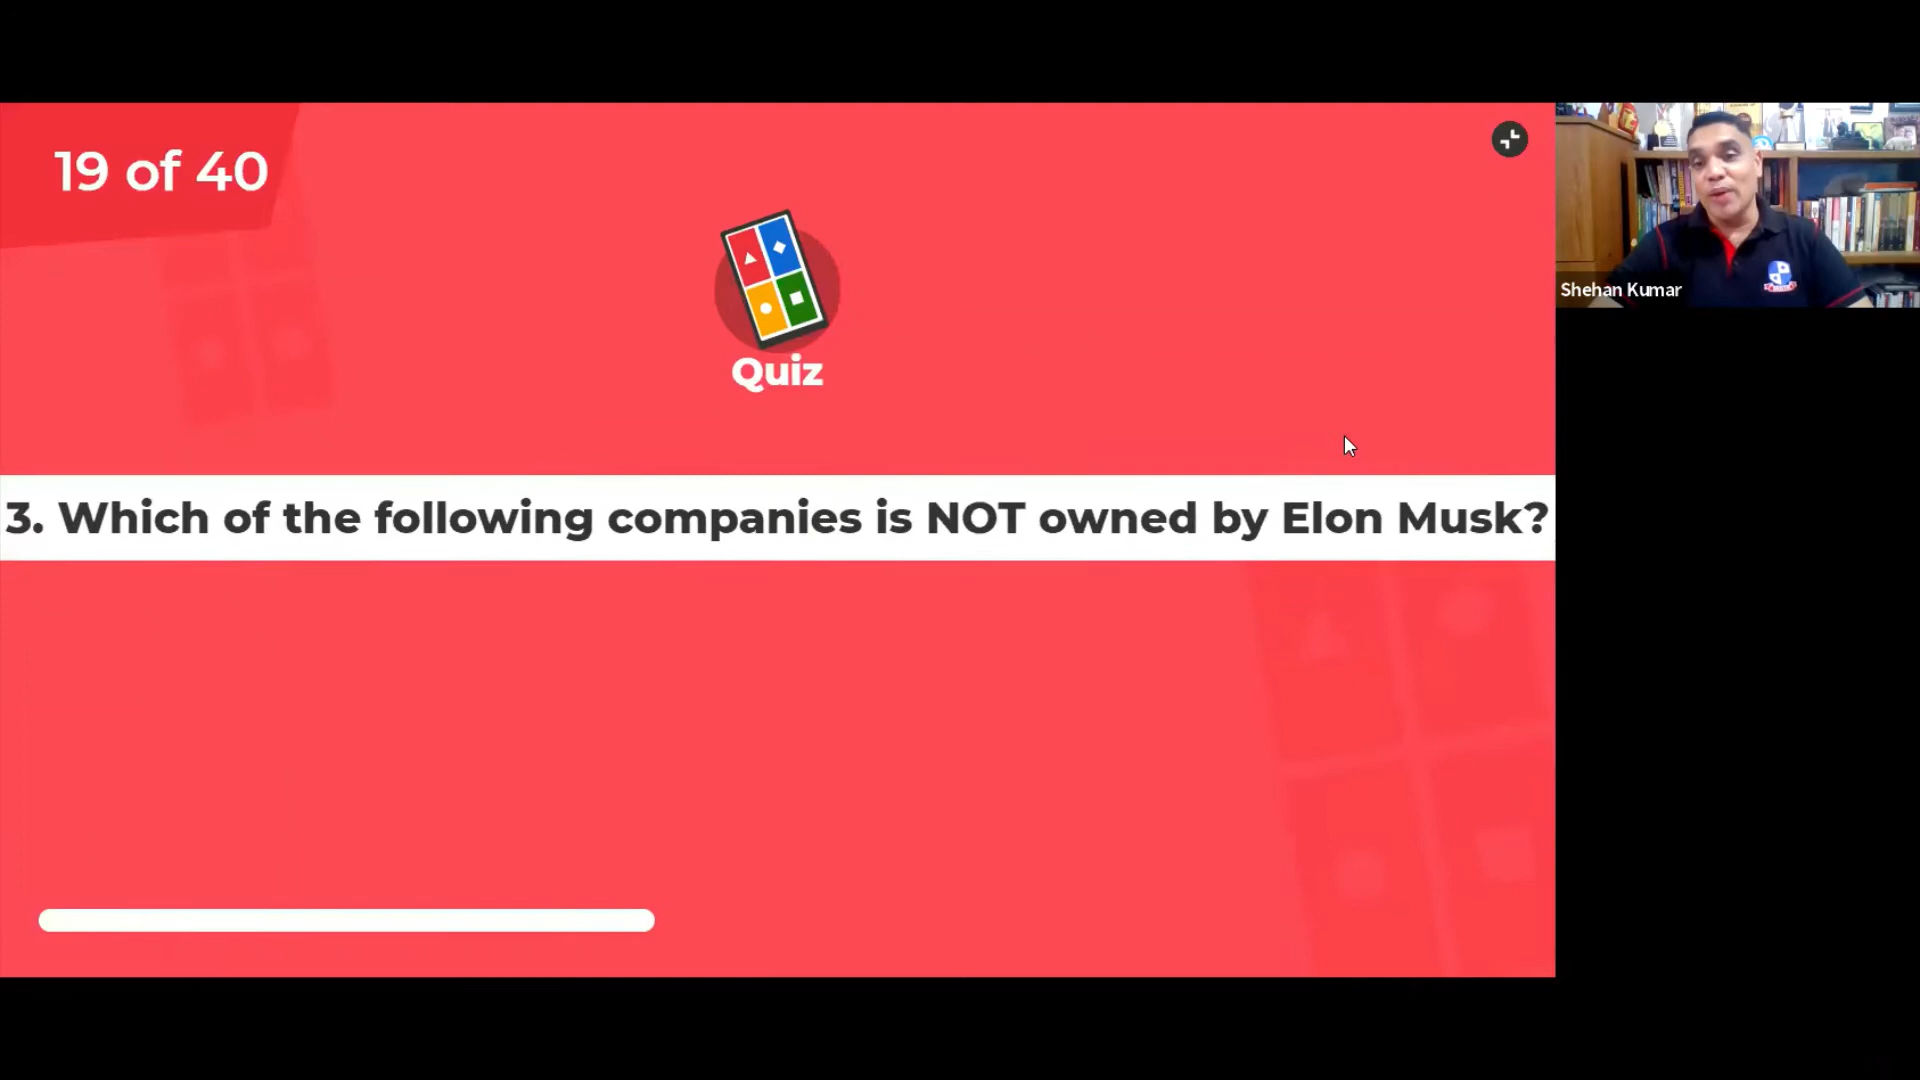 19 of 40
Quiz
3. Which of the following companies is NOT owned by Elon Musk?
Shehan Kumar